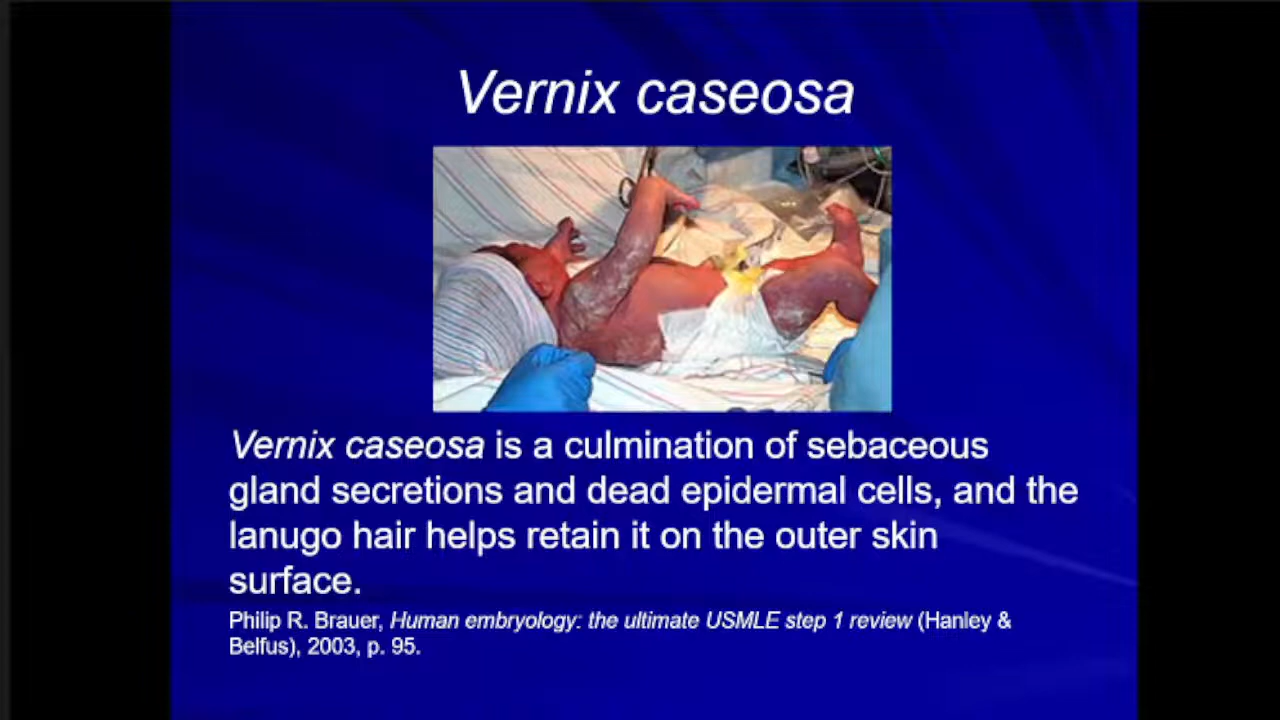 Vernix caseosa
Vernix caseosa is a culmination of sebaceous
gland secretions and dead epidermal cells, and the
lanugo hair helps retain it on the outer skin
surface.
Philip R. Brauer, Human embryology: the ultimate USMLE step 1 review (Hanley &
Belfus), 2003, p. 95.